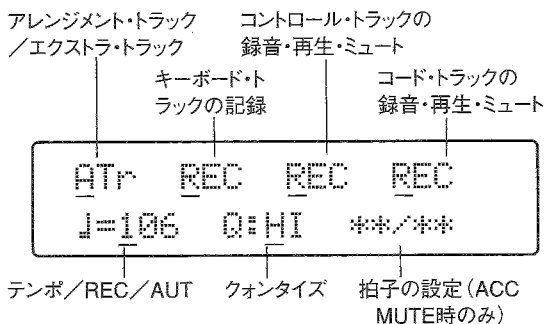 アレンジメント・トラック
／エクストラ・トラック
コントロール・トラックの
録音・再生・ミュート
キーボード・ト
ラックの記録
コード・トラックの
録音・再生・ミュート
ATr REC REC REC
♩=106 Q:HI **/**
テンポ／REC／AUT
クォンタイズ
拍子の設定（ACC
MUTE時のみ）